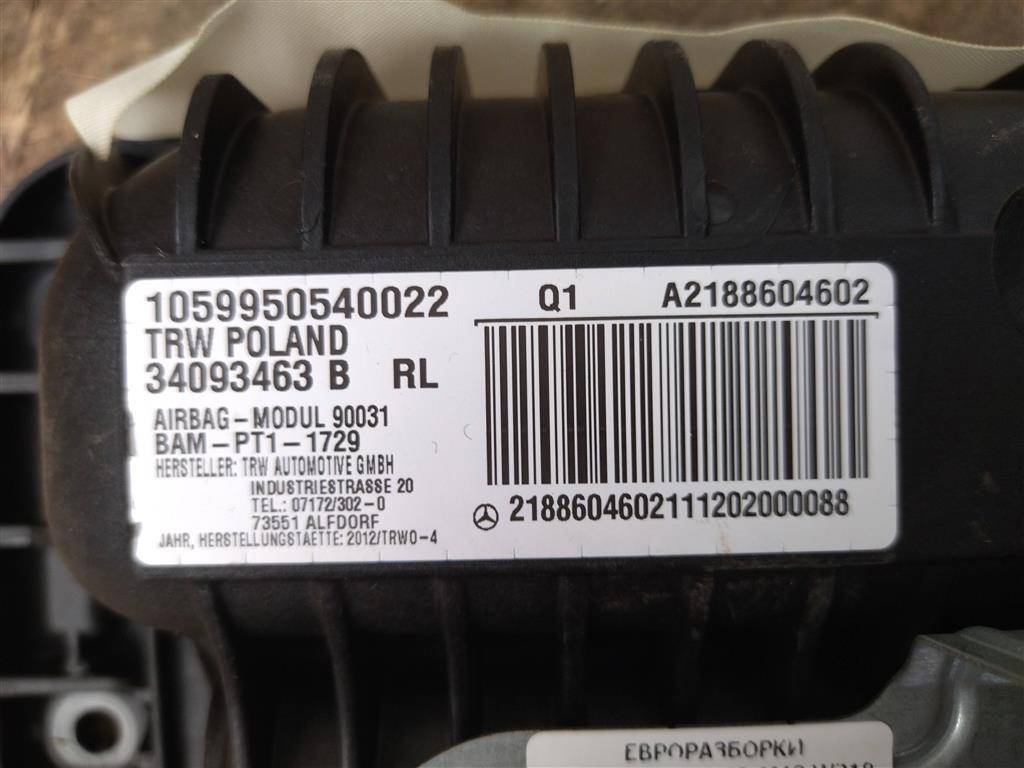 1059950540022
TRW POLAND
34093463 B RL
AIRBAG-MODUL 90031
BAM-PT1-1729
HERSTELLER: TRW AUTOMOTIVE GMBH
INDUSTRIESTRASSE 20
TEL.: 07172/302-0
73551 ALFDORF
JAHR, HERSTELLUNGSTAETTE: 2012/TRWO-4
Q1 A2188604602
2188604602111202000088
ЕВРОРАЗБОРКИ